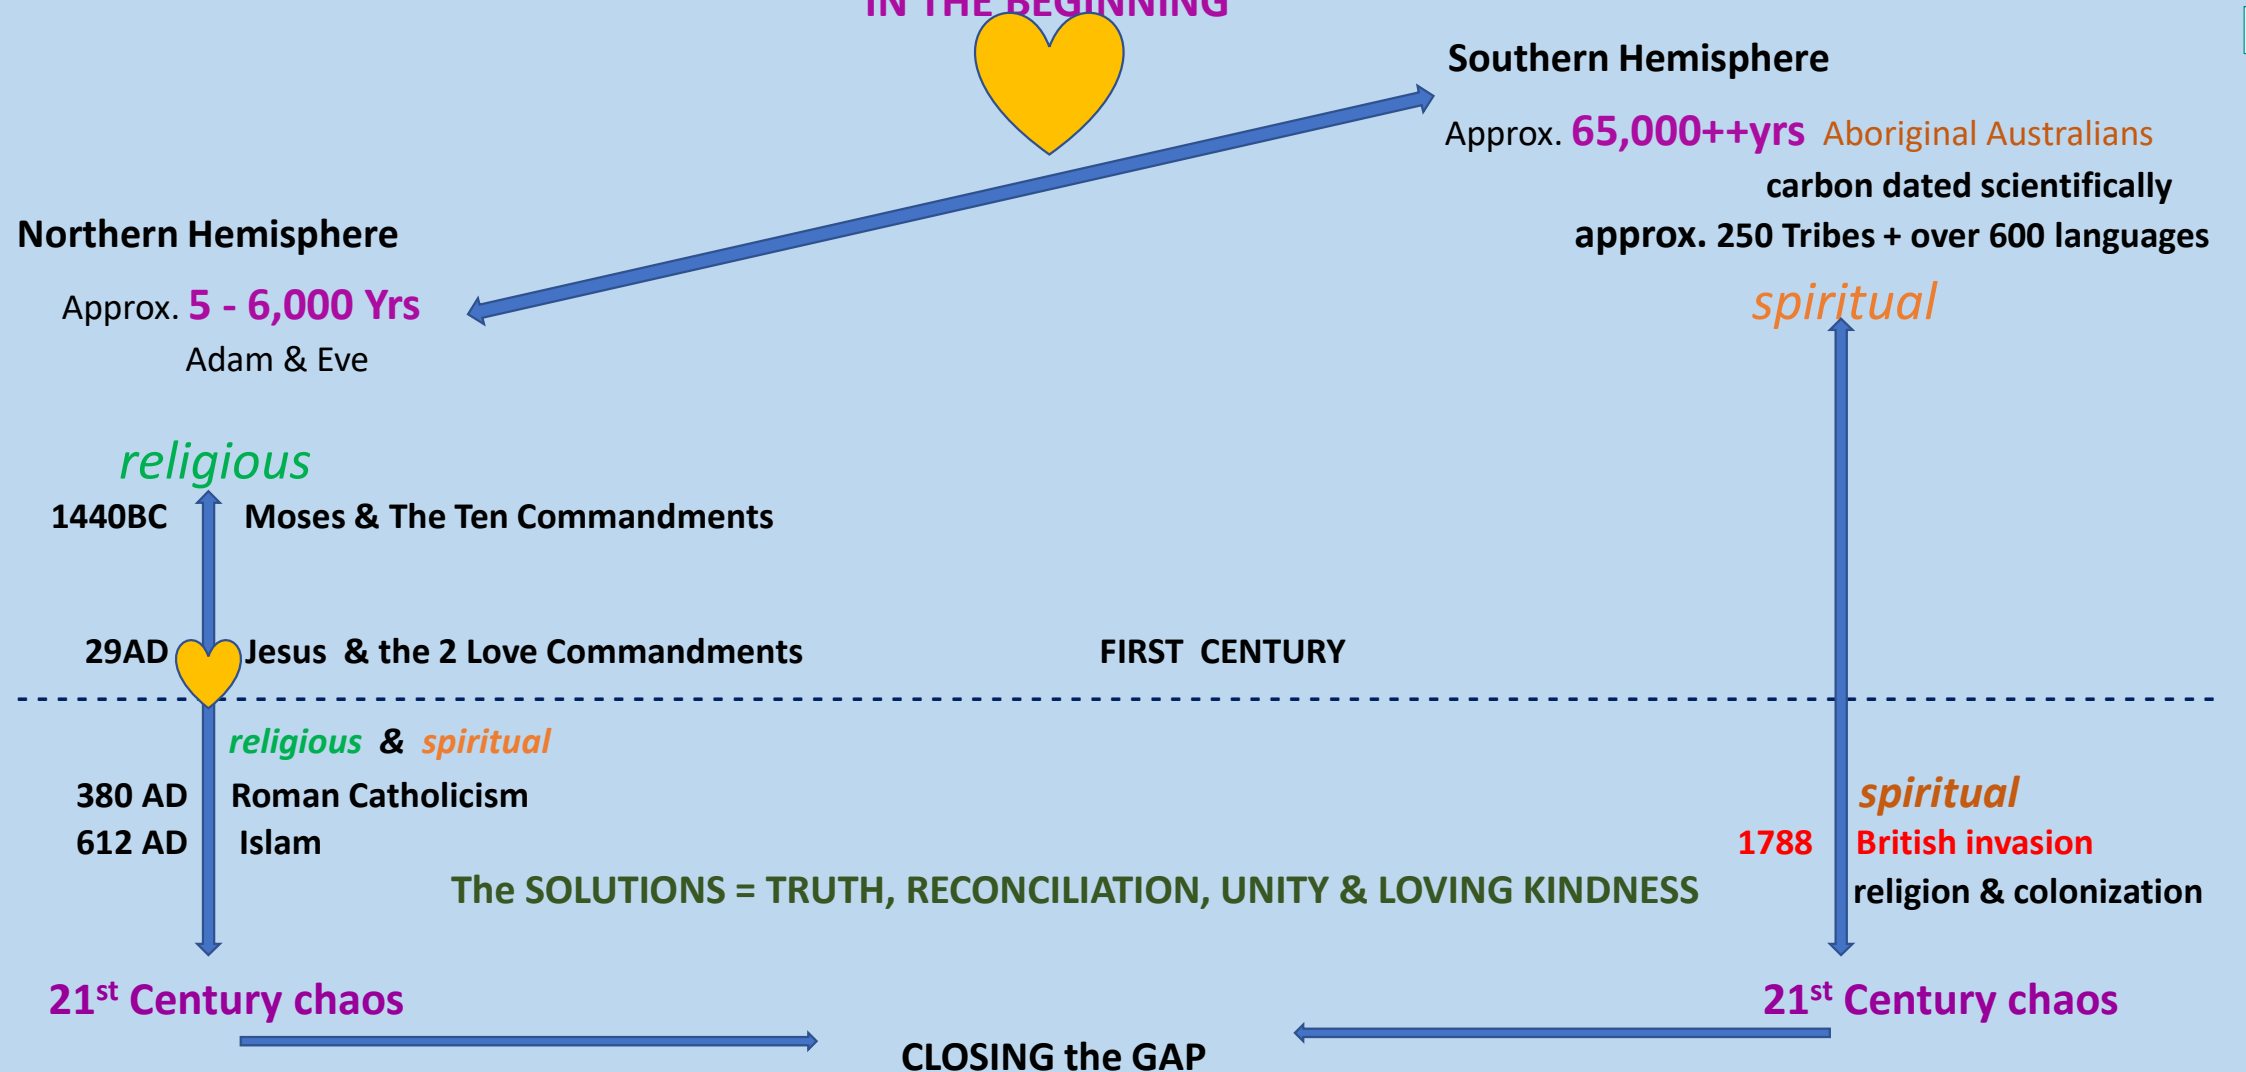 IN THE BEGINNING
Southern Hemisphere
Approx. 65,000++yrs Aboriginal Australians
carbon dated scientifically
approx. 250 Tribes + over 600 languages
spiritual
Northern Hemisphere
Approx. 5 - 6,000 Yrs
Adam & Eve
religious
1440BC Moses & The Ten Commandments
29AD Jesus & the 2 Love Commandments FIRST CENTURY
religious & spiritual
380 AD Roman Catholicism
612 AD Islam
spiritual
1788 British invasion
religion & colonization
The SOLUTIONS = TRUTH, RECONCILIATION, UNITY & LOVING KINDNESS
21st Century chaos
21st Century chaos
CLOSING the GAP